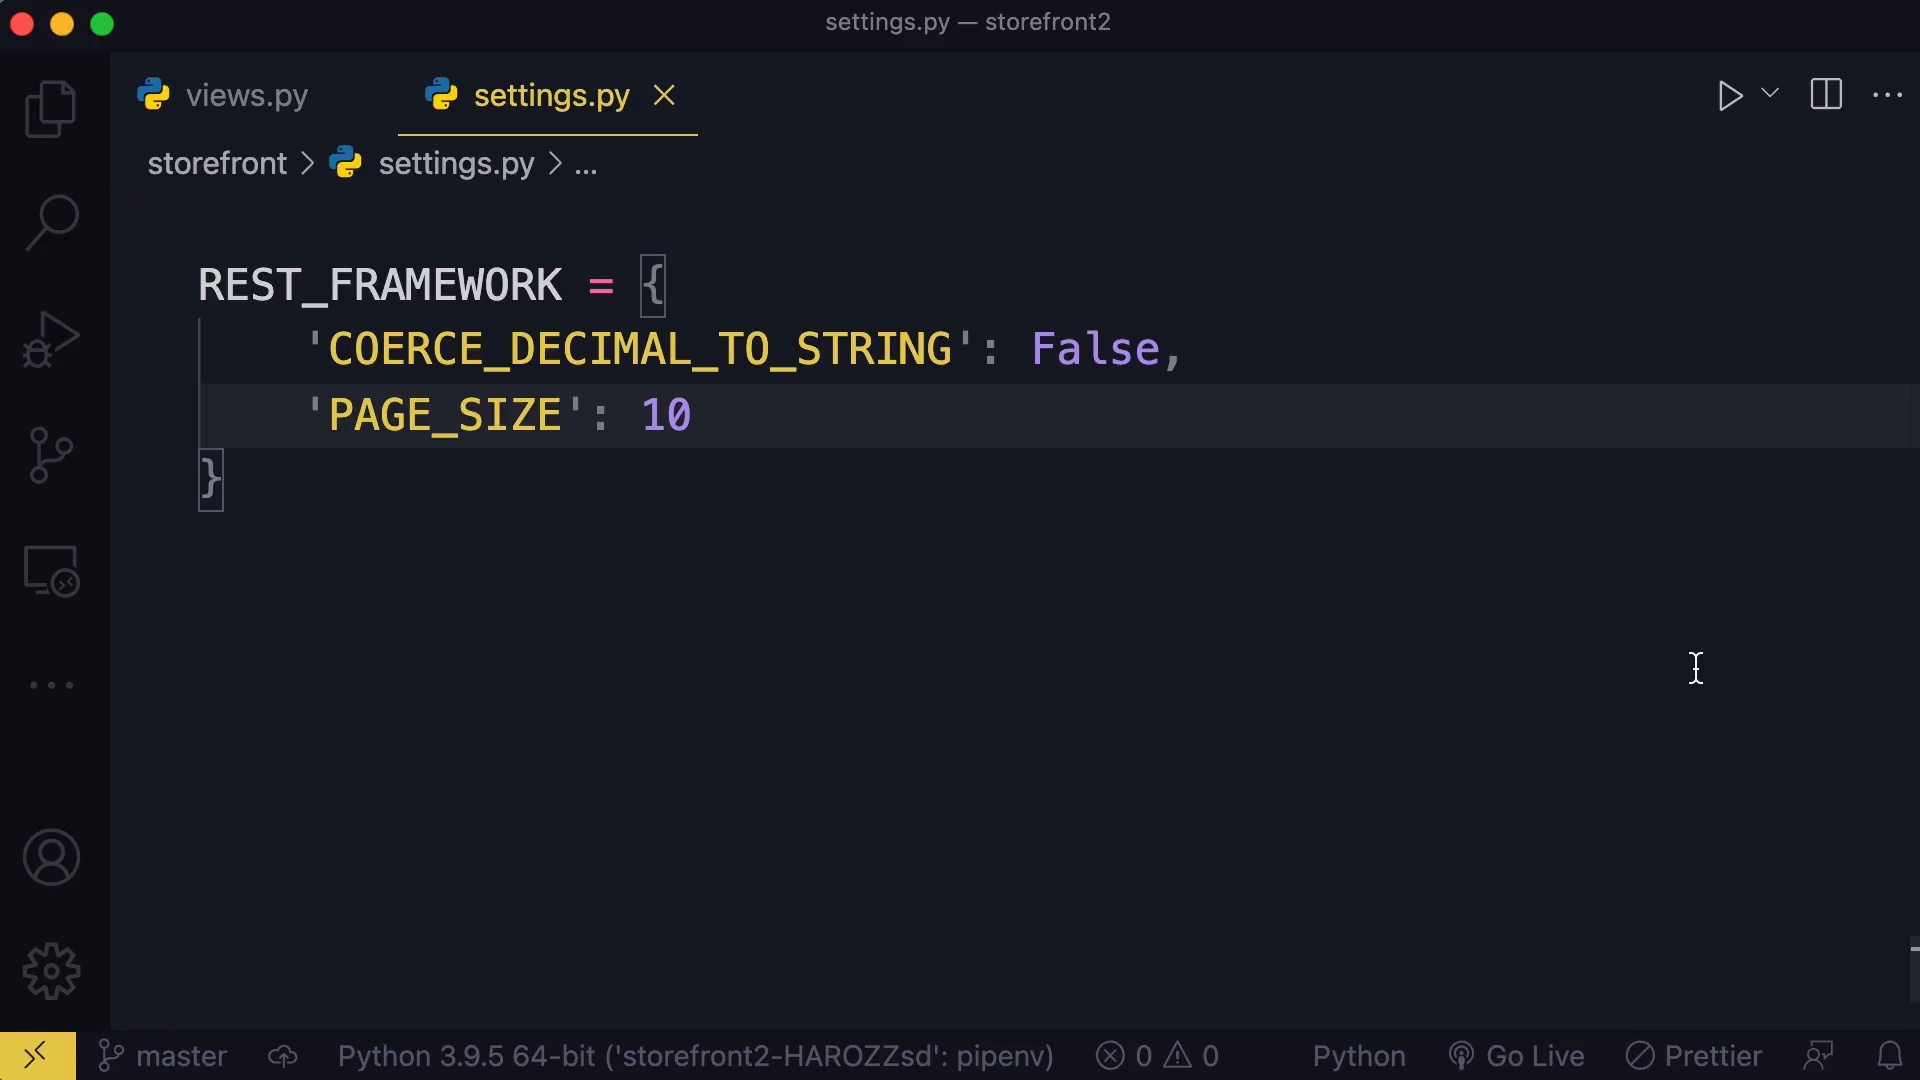 settings.py — storefront2
views.py
settings.py
storefront > settings.py > ...
REST_FRAMEWORK = {
    'COERCE_DECIMAL_TO_STRING': False,
    'PAGE_SIZE': 10
}
master
Python 3.9.5 64-bit ('storefront2-HAROZZsd': pipenv)
0
0
Python
Go Live
Prettier